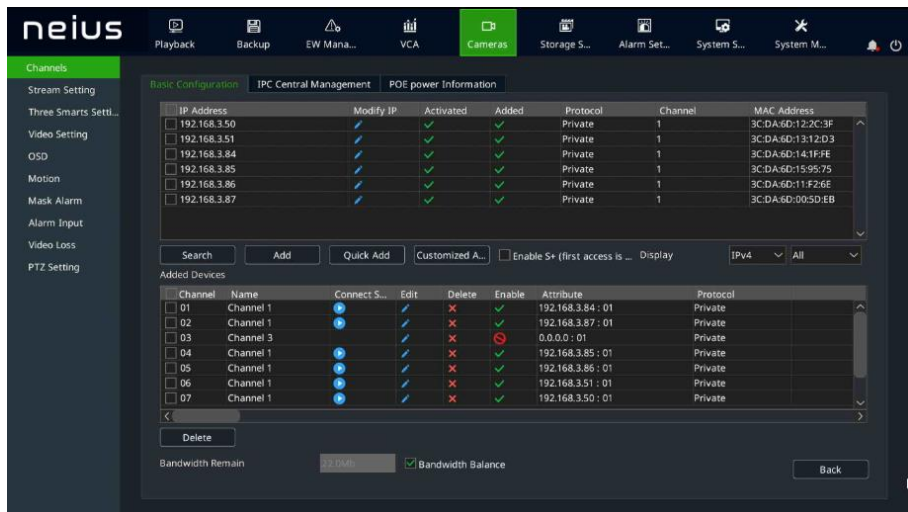 neius
Playback Backup EW Mana... VCA Cameras Storage S... Alarm Set... System S... System M...
Channels
Stream Setting
Three Smarts Setti...
Video Setting
OSD
Motion
Mask Alarm
Alarm Input
Video Loss
PTZ Setting
Basic Configuration IPC Central Management POE power Information
IP Address Modify IP Activated Added Protocol Channel MAC Address
192.168.3.50 Private 1 3C:DA:6D:12:2C:3F
192.168.3.51 Private 1 3C:DA:6D:13:12:D3
192.168.3.84 Private 1 3C:DA:6D:14:1F:FE
192.168.3.85 Private 1 3C:DA:6D:15:95:75
192.168.3.86 Private 1 3C:DA:6D:11:F2:6E
192.168.3.87 Private 1 3C:DA:6D:00:5D:EB
Search Add Quick Add Customized A... Enable S+ (first access is ... Display IPv4 All
Added Devices
Channel Name Connect S... Edit Delete Enable Attribute Protocol
01 Channel 1 192.168.3.84 : 01 Private
02 Channel 1 192.168.3.87 : 01 Private
03 Channel 3 0.0.0.0 : 01 Private
04 Channel 1 192.168.3.85 : 01 Private
05 Channel 1 192.168.3.86 : 01 Private
06 Channel 1 192.168.3.51 : 01 Private
07 Channel 1 192.168.3.50 : 01 Private
Delete
Bandwidth Remain 22.0Mb Bandwidth Balance
Back